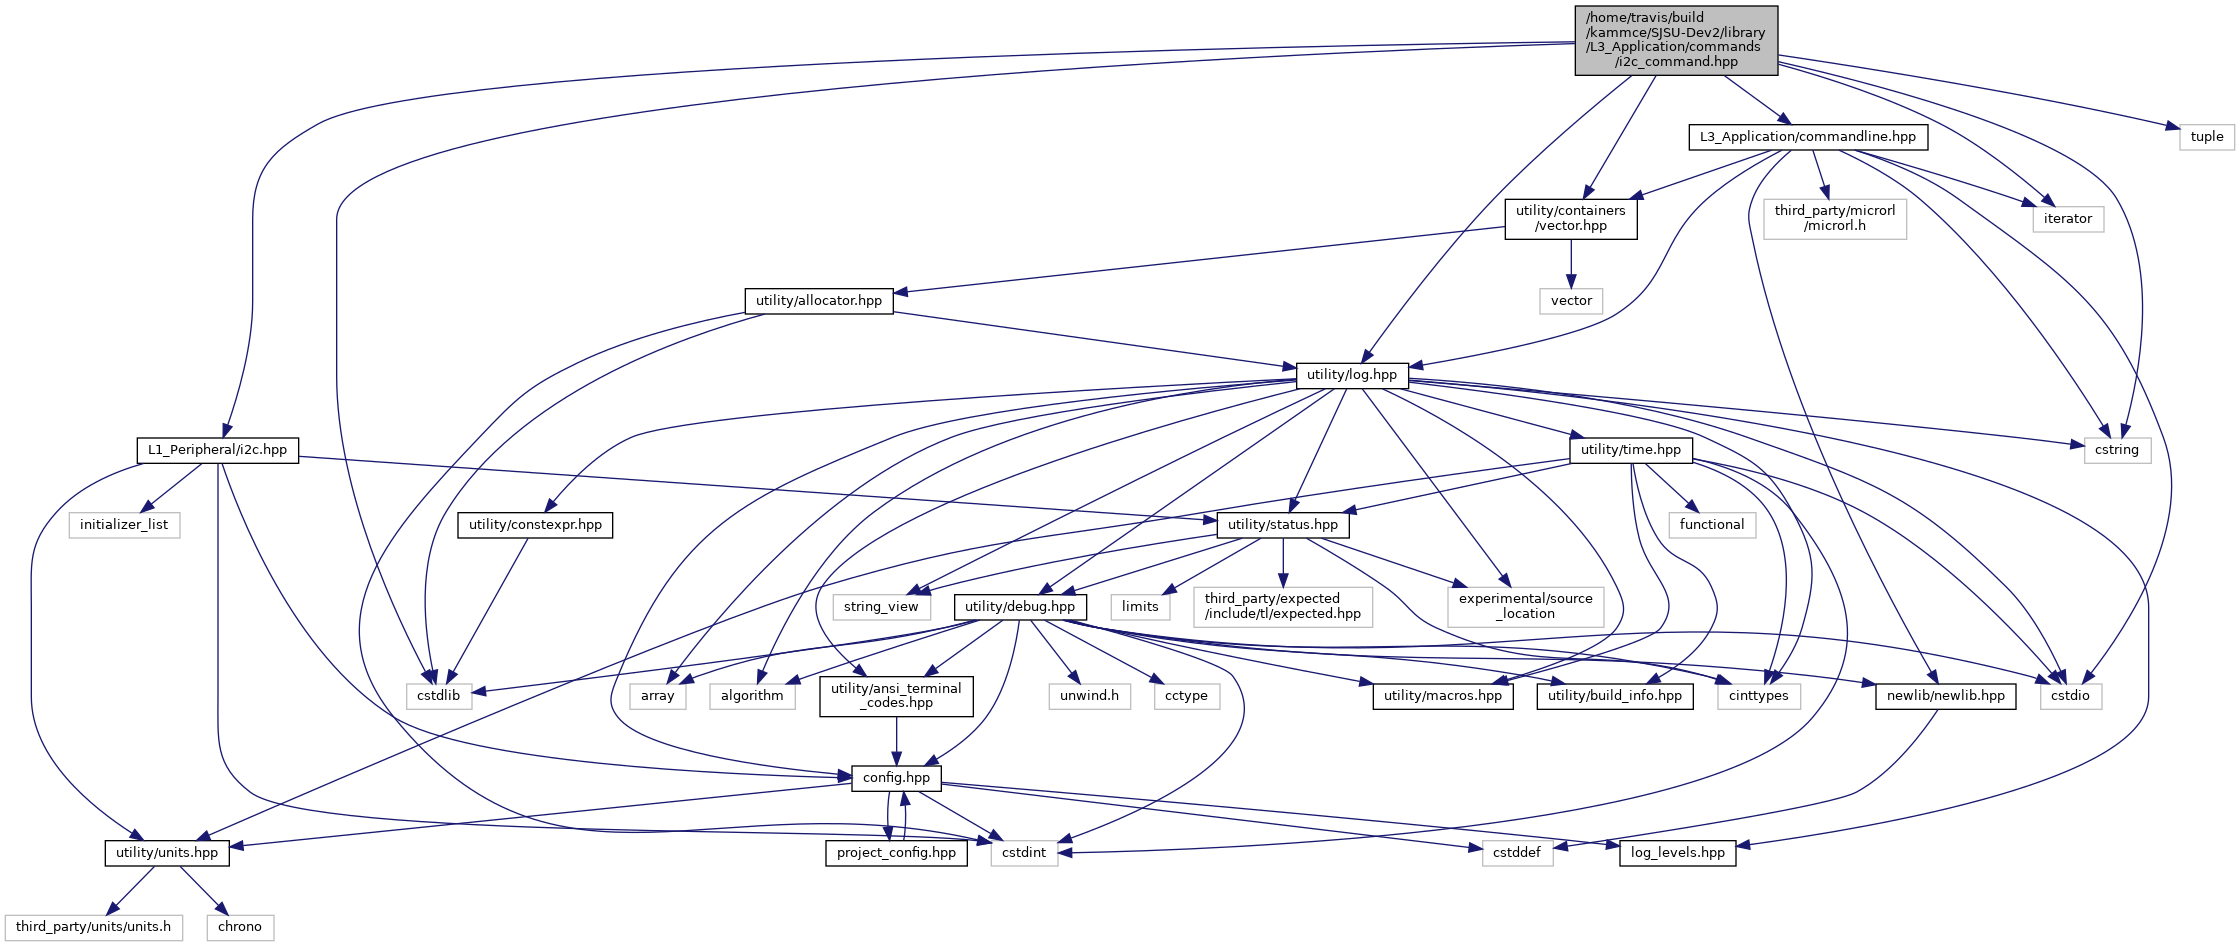 /home/travis/build
/kammce/SJSU-Dev2/library
/L3_Application/commands
/i2c_command.hpp
L3_Application/commandline.hpp
tuple
utility/containers
/vector.hpp
third_party/microrl
/microrl.h
iterator
utility/allocator.hpp
vector
utility/log.hpp
L1_Peripheral/i2c.hpp
utility/time.hpp
cstring
initializer_list
utility/constexpr.hpp
utility/status.hpp
functional
string_view
utility/debug.hpp
limits
third_party/expected
/include/tl/expected.hpp
experimental/source
_location
cstdlib
array
algorithm
utility/ansi_terminal
_codes.hpp
unwind.h
cctype
utility/macros.hpp
utility/build_info.hpp
cinttypes
newlib/newlib.hpp
cstdio
config.hpp
utility/units.hpp
project_config.hpp
cstdint
cstddef
log_levels.hpp
third_party/units/units.h
chrono